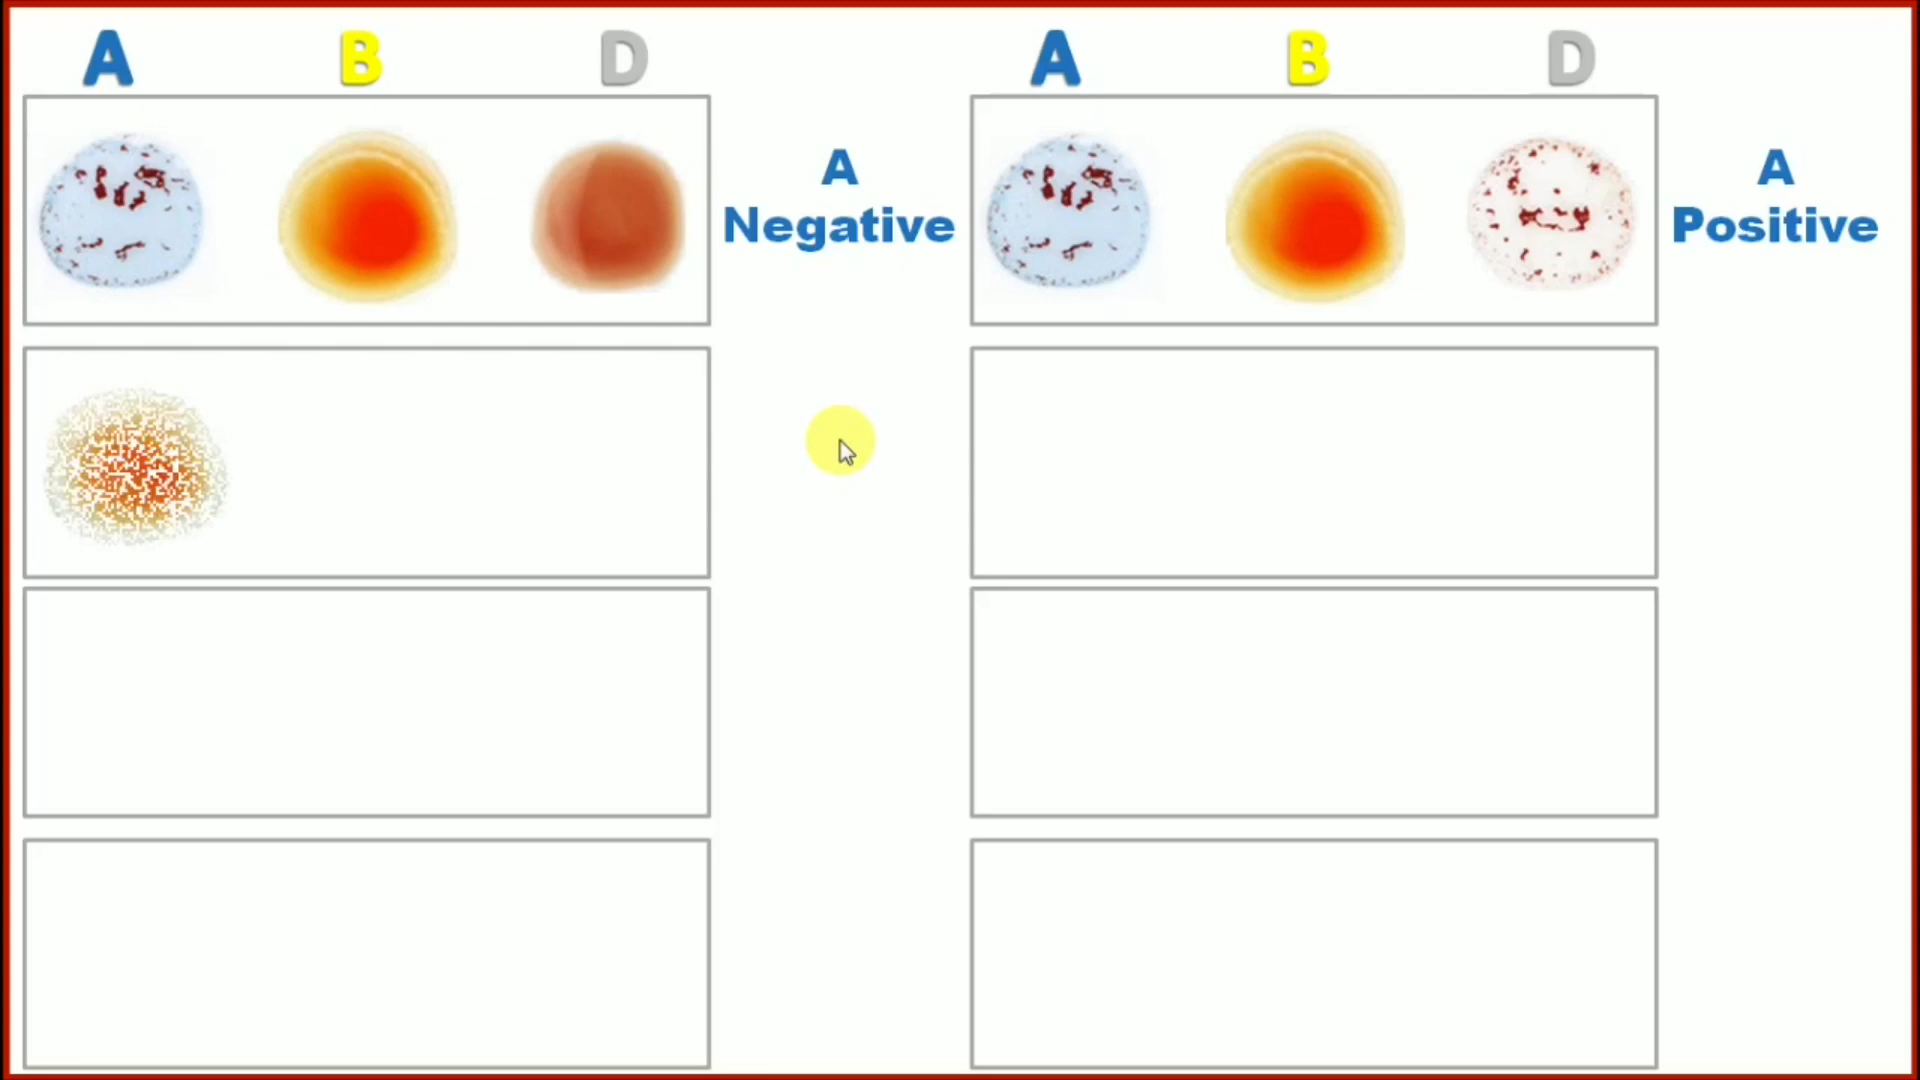 A B D
A B D
A
Negative
A
Positive